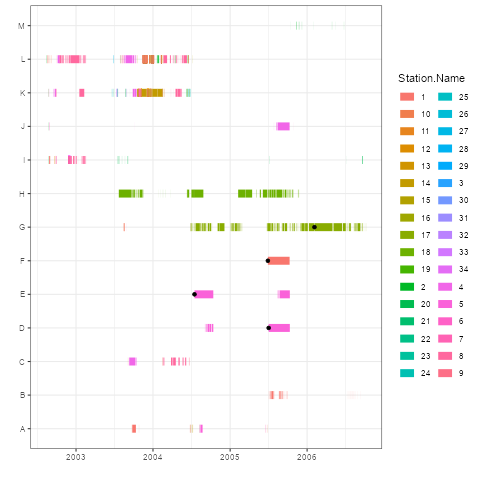 M
L
K
J
I
H
G
F
E
D
C
B
A
2003 2004 2005 2006
Station.Name
1 25
10 26
11 27
12 28
13 29
14 3
15 30
16 31
17 32
18 33
19 34
2 4
20 5
21 6
22 7
23 8
24 9